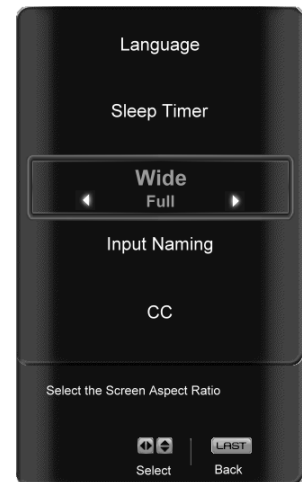 Language
Sleep Timer
Wide
Full
Input Naming
CC
Select the Screen Aspect Ratio
LAST
Select
Back